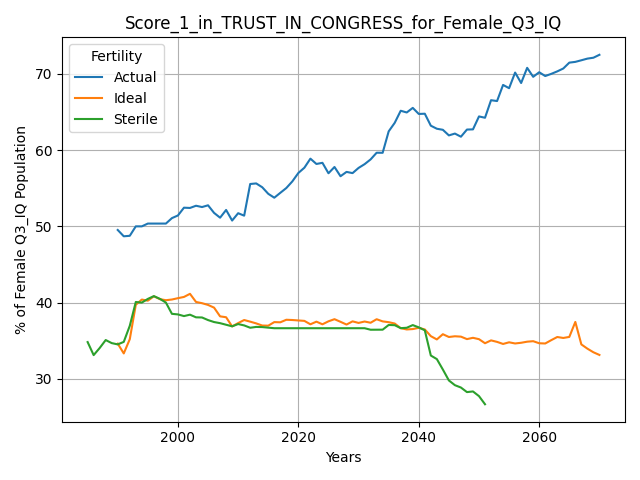 Score_1_in_TRUST_IN_CONGRESS_for_Female_Q3_IQ
% of Female Q3_IQ Population
70
60
50
40
30
Fertility
Actual
Ideal
Sterile
2000
2020
2040
2060
Years